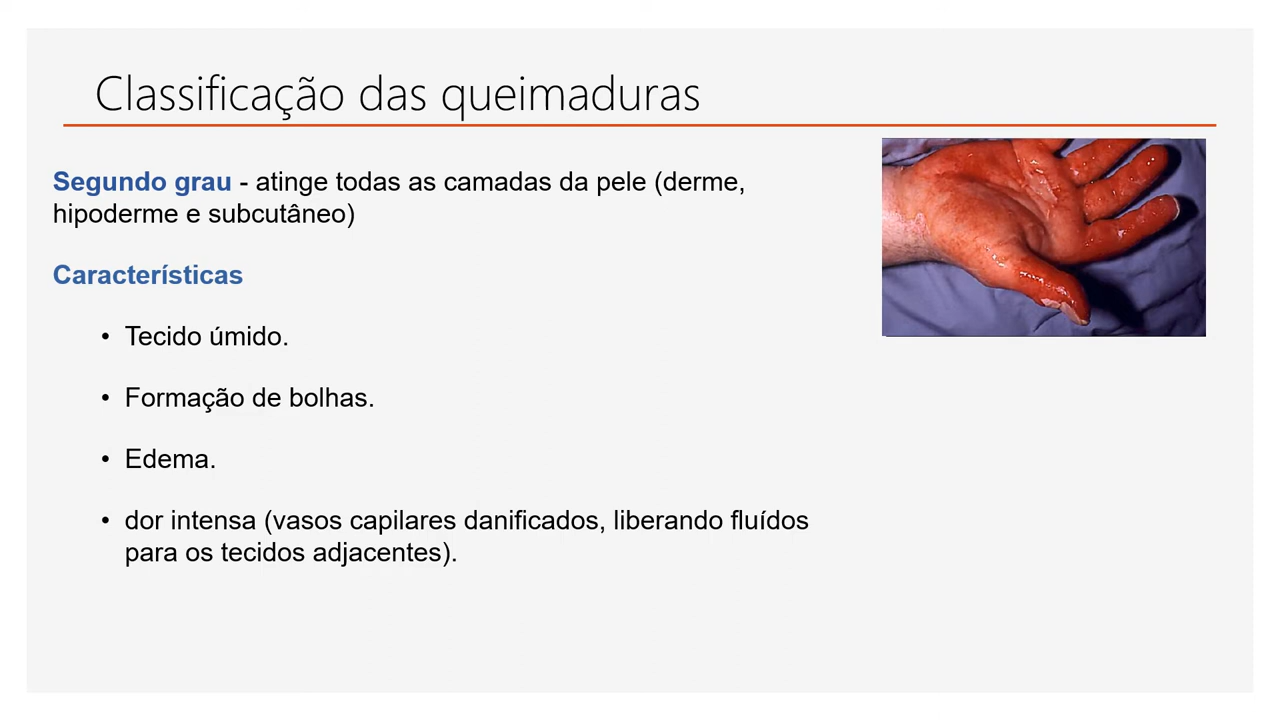 Classificação das queimaduras
Segundo grau - atinge todas as camadas da pele (derme,
hipoderme e subcutâneo)
Características
• Tecido úmido.
• Formação de bolhas.
• Edema.
• dor intensa (vasos capilares danificados, liberando fluídos
para os tecidos adjacentes).